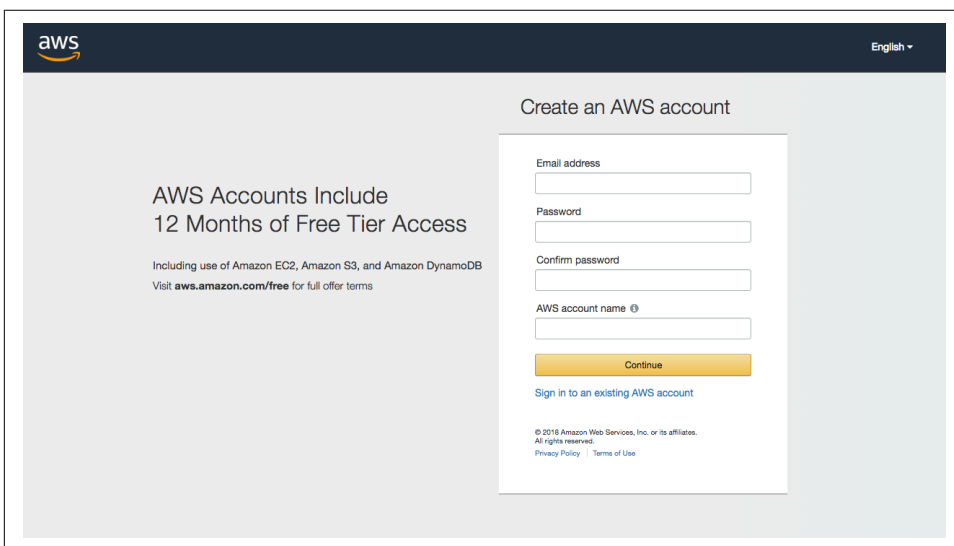 aws
English
Create an AWS account
AWS Accounts Include
12 Months of Free Tier Access
Including use of Amazon EC2, Amazon S3, and Amazon DynamoDB
Visit aws.amazon.com/free for full offer terms
Email address
Password
Confirm password
AWS account name
Continue
Sign in to an existing AWS account
© 2018 Amazon Web Services, Inc. or its affiliates.
All rights reserved.
Privacy Policy | Terms of Use